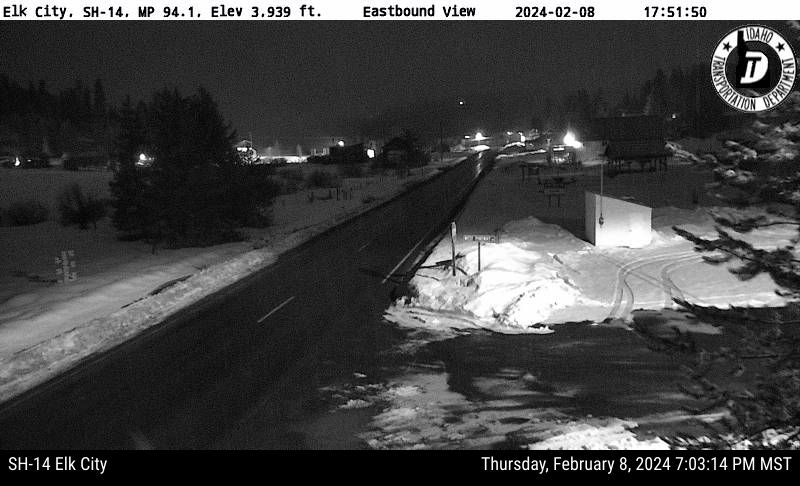 Elk City, SH-14, MP 94.1, Elev 3,939 ft. Eastbound View 2024-02-08 17:51:50
IDAHO
TRANSPORTATION DEPARTMENT
SH-14 Elk City Thursday, February 8, 2024 7:03:14 PM MST